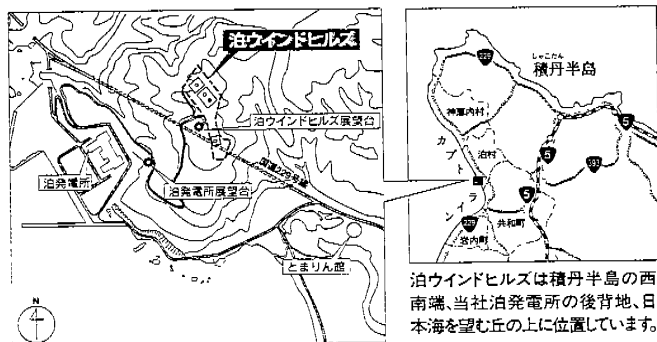 泊ウインドヒルズ
泊ウインドヒルズ展望台
国道229号線
泊発電所
泊発電所展望台
とまりん館
N
しゃこたん
積丹半島
229
神恵内村
カブトライン
泊村
5
5
393
5
229
共和町
岩内町
泊ウインドヒルズは積丹半島の西
南端、当社泊発電所の後背地、日
本海を望む丘の上に位置しています。